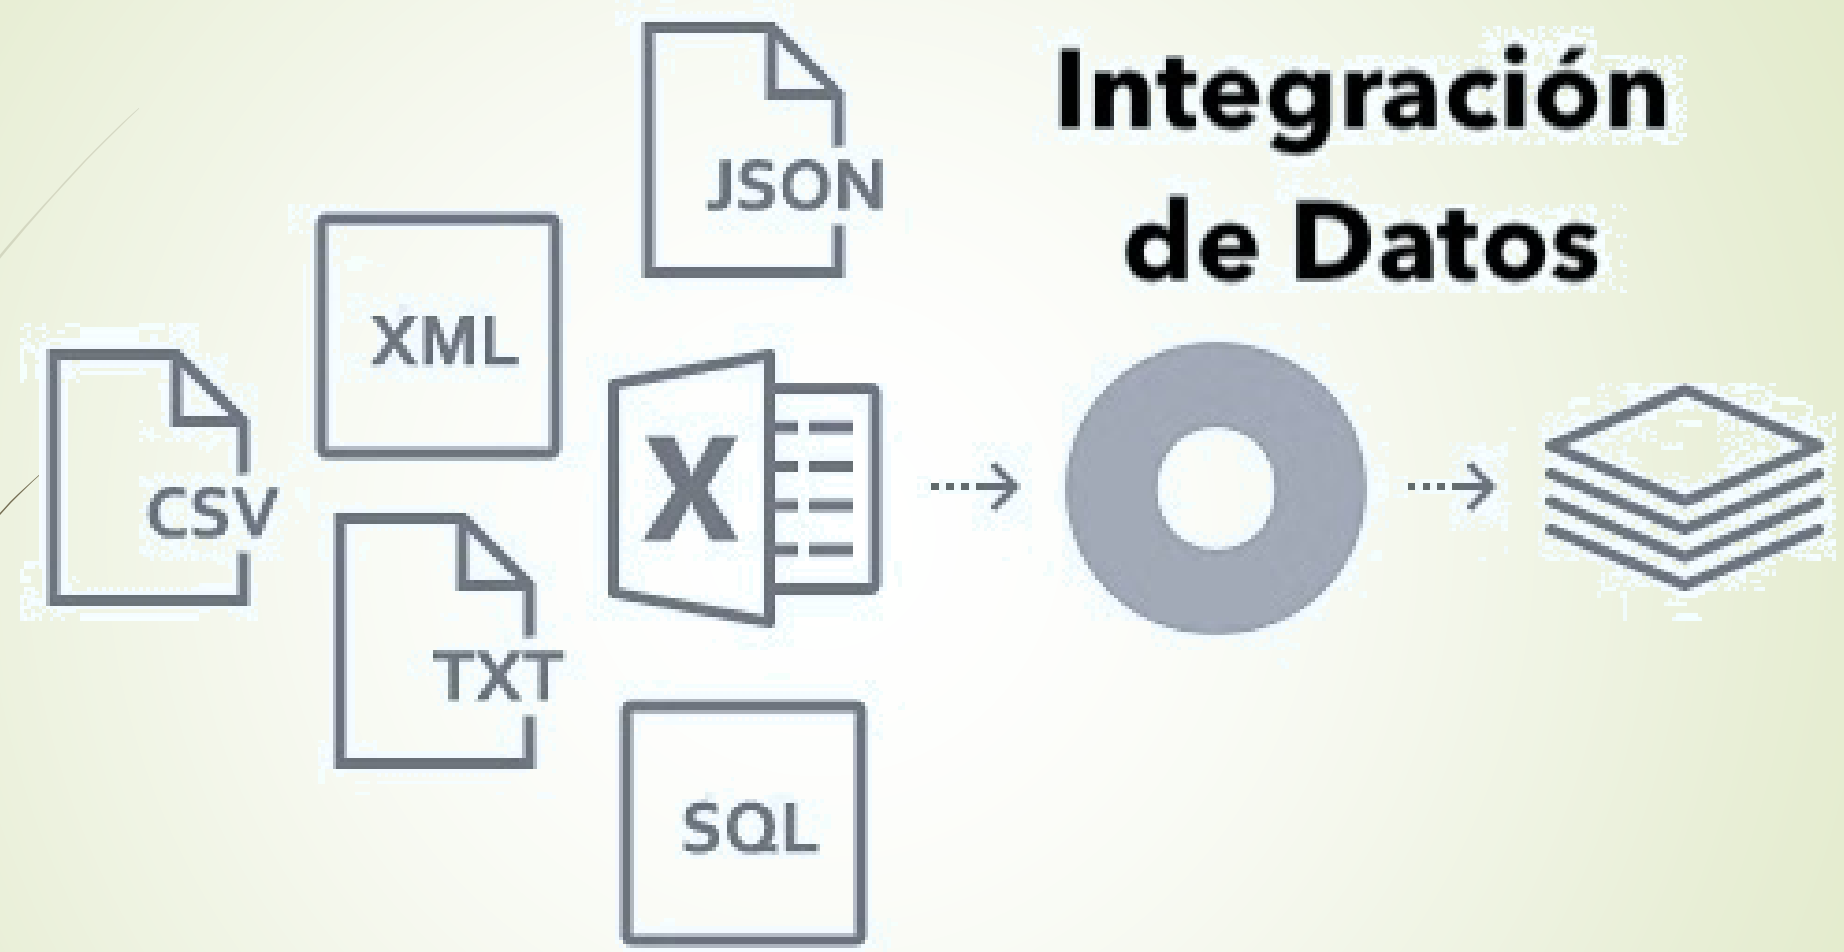 Integración
de Datos
JSON
XML
CSV
X
TXT
SQL